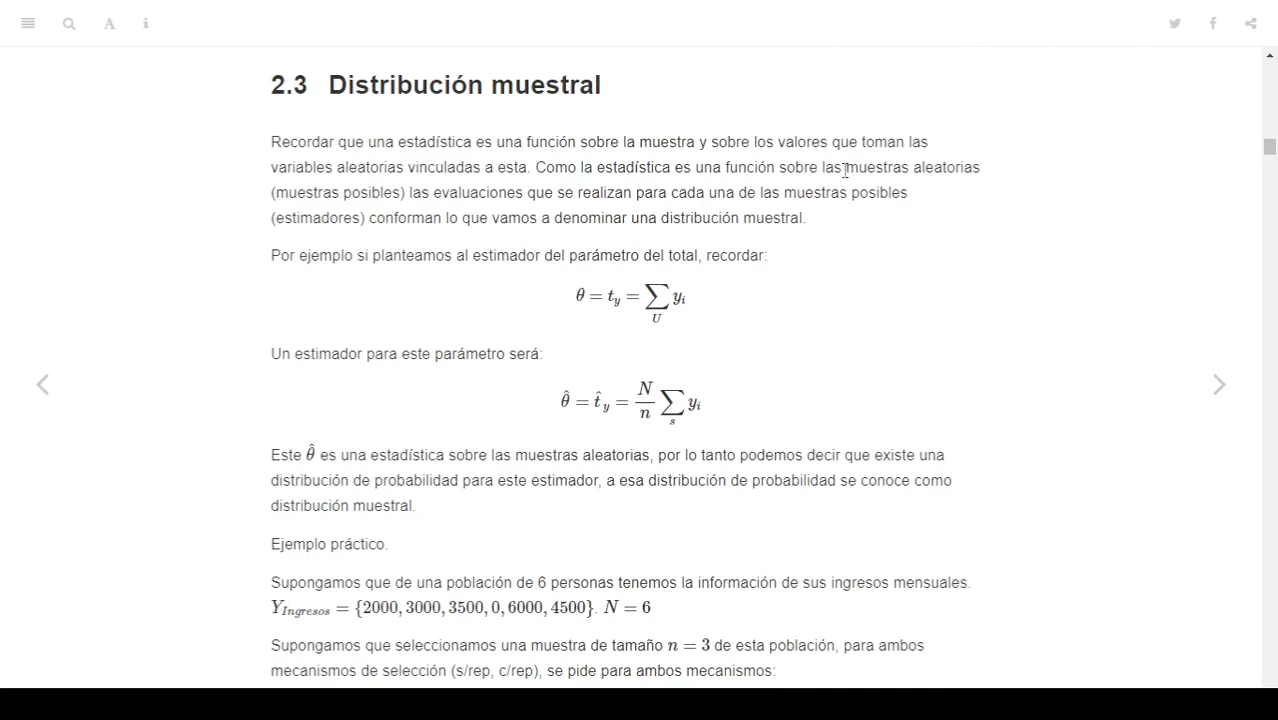 2.3 Distribución muestral
Recordar que una estadística es una función sobre la muestra y sobre los valores que toman las
variables aleatorias vinculadas a esta. Como la estadística es una función sobre las muestras aleatorias
(muestras posibles) las evaluaciones que se realizan para cada una de las muestras posibles
(estimadores) conforman lo que vamos a denominar una distribución muestral.
Por ejemplo si planteamos al estimador del parámetro del total, recordar:
θ = t_y = ∑_U y_i
Un estimador para este parámetro será:
θ̂ = t̂_y = N/n ∑_s y_i
Este θ̂ es una estadística sobre las muestras aleatorias, por lo tanto podemos decir que existe una
distribución de probabilidad para este estimador, a esa distribución de probabilidad se conoce como
distribución muestral.
Ejemplo práctico.
Supongamos que de una población de 6 personas tenemos la información de sus ingresos mensuales.
Y_Ingresos = {2000, 3000, 3500, 0, 6000, 4500}. N = 6
Supongamos que seleccionamos una muestra de tamaño n = 3 de esta población, para ambos
mecanismos de selección (s/rep, c/rep), se pide para ambos mecanismos: